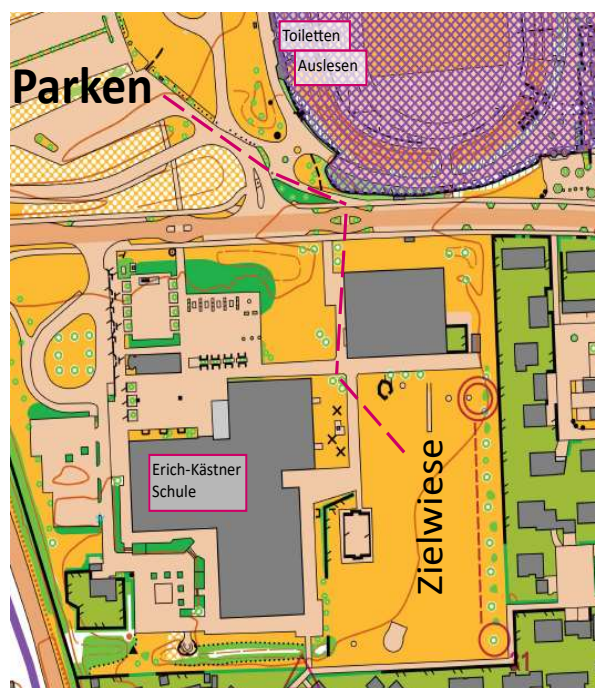 Toiletten
Auslesen
Parken
Erich-Kästner
Schule
Zielwiese